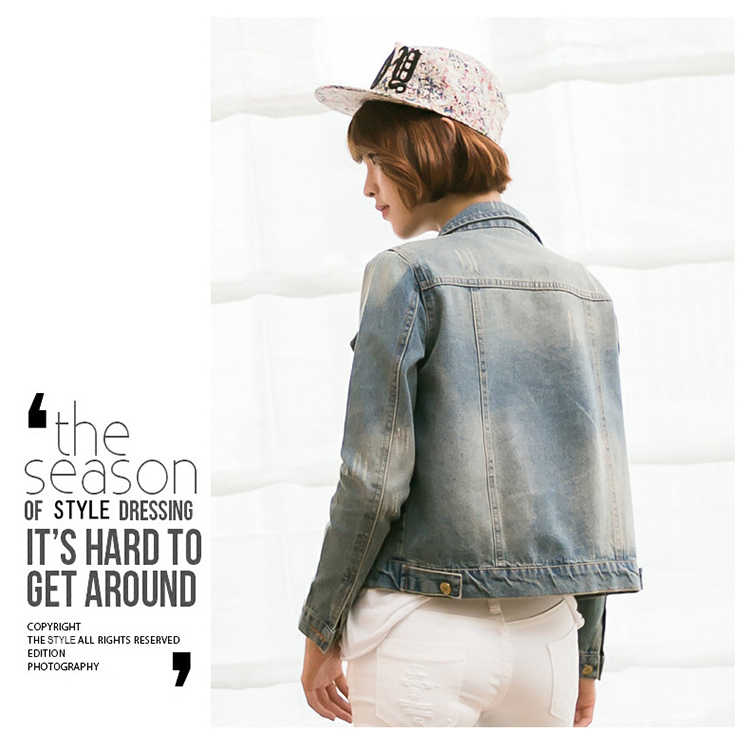 ‘the
season
OF STYLE DRESSING
IT'S HARD TO
GET AROUND
COPYRIGHT
THE STYLE ALL RIGHTS RESERVED
EDITION
PHOTOGRAPHY ’